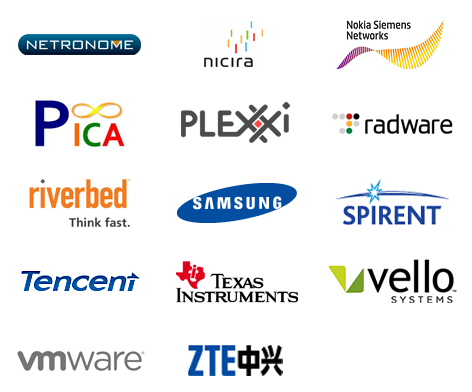 NETRONOME
nicira
Nokia Siemens
Networks
PICA
PLEXXI
radware
riverbed
Think fast.
SAMSUNG
SPIRENT
Tencent
TEXAS
INSTRUMENTS
vello
SYSTEMS
™
vmware®
ZTE中兴